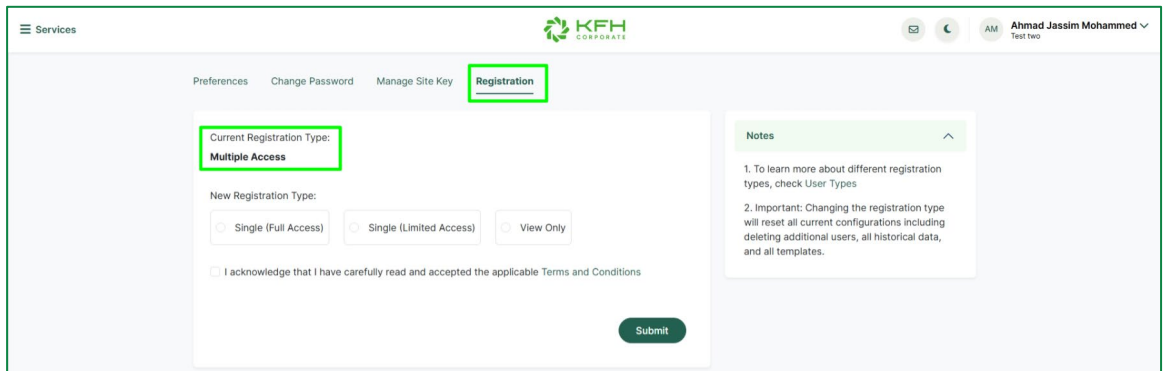 Services
KFH
CORPORATE
AM
Ahmad Jassim Mohammed
Test two
Preferences Change Password Manage Site Key Registration
Current Registration Type:
Multiple Access
New Registration Type:
Single (Full Access) Single (Limited Access) View Only
I acknowledge that I have carefully read and accepted the applicable Terms and Conditions
Submit
Notes
1. To learn more about different registration
types, check User Types
2. Important: Changing the registration type
will reset all current configurations including
deleting additional users, all historical data,
and all templates.